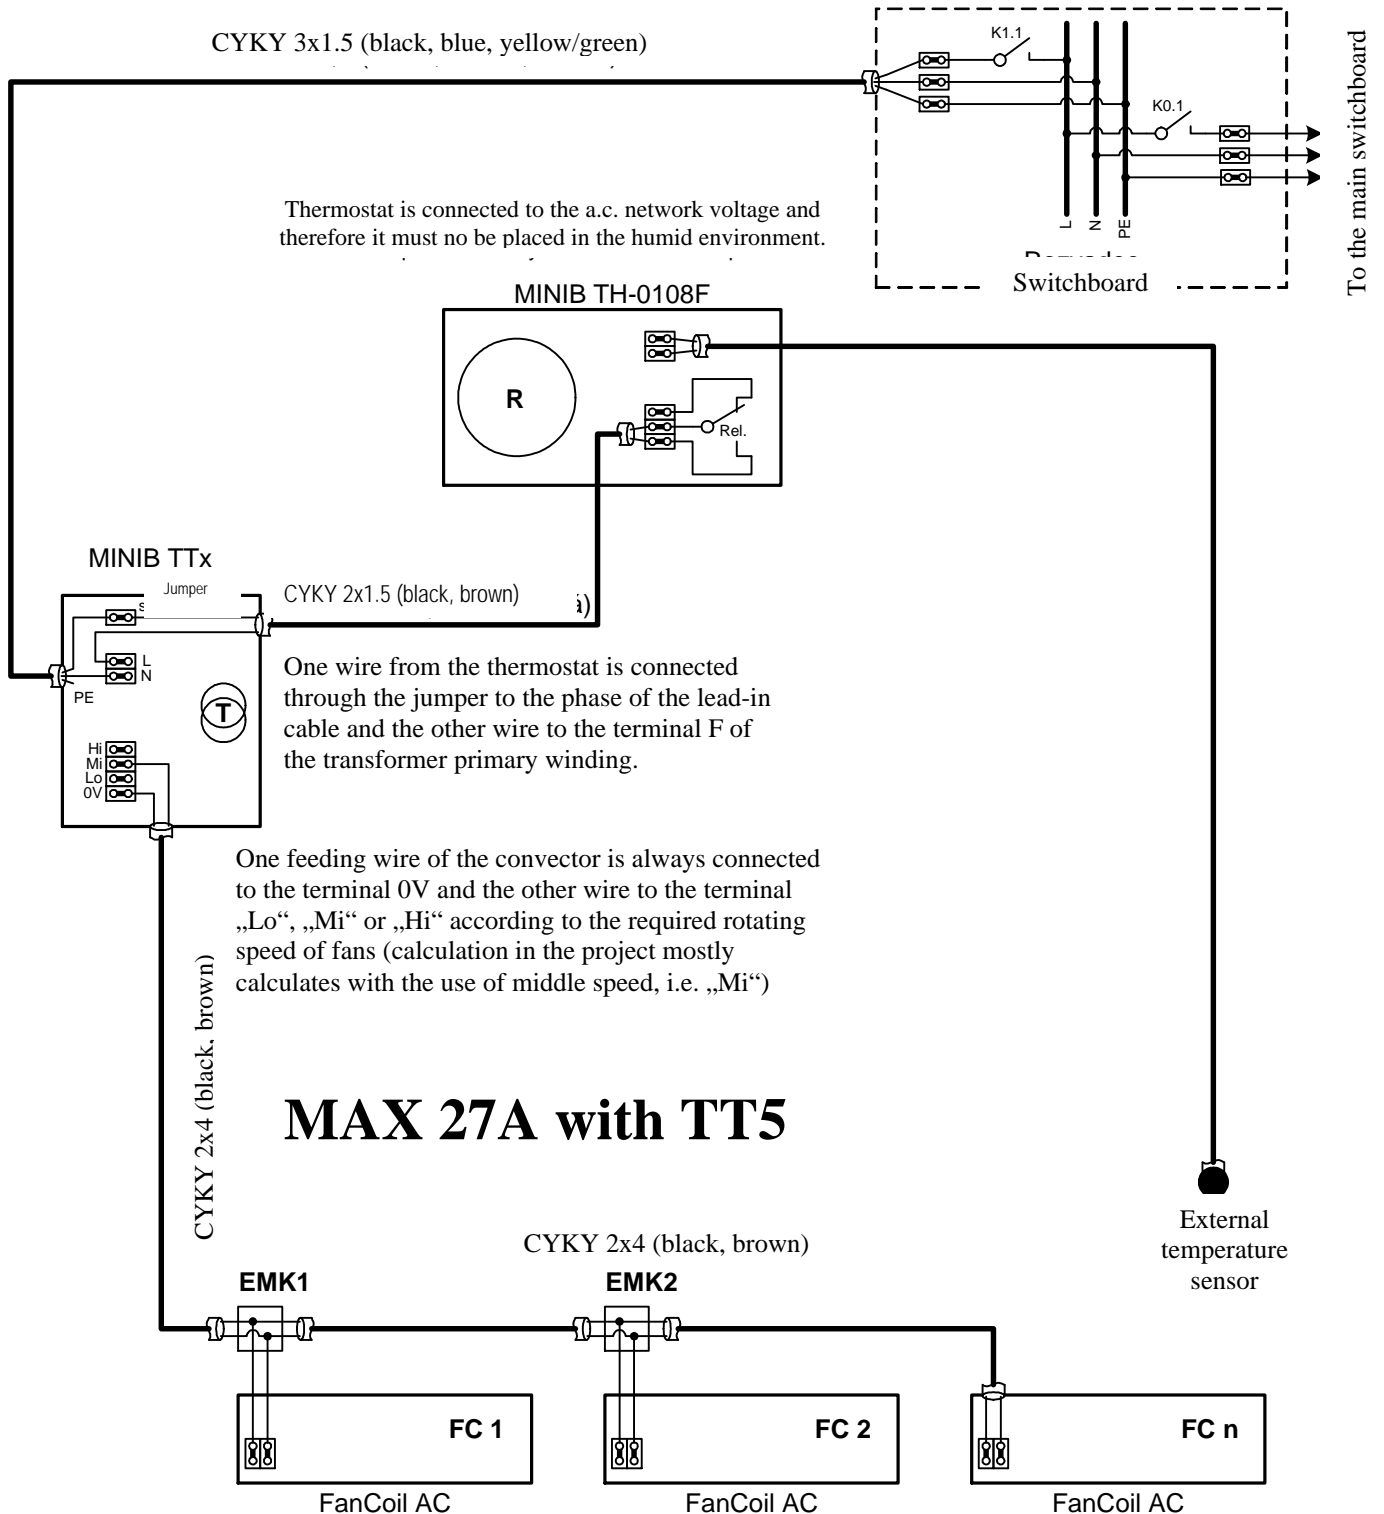 CYKY 3x1.5 (black, blue, yellow/green)
K1.1
K0.1
L
N
PE
Switchboard
To the main switchboard
Thermostat is connected to the a.c. network voltage and
therefore it must no be placed in the humid environment.
MINIB TH-0108F
R
Rel.
MINIB TTx
Jumper
CYKY 2x1.5 (black, brown)
L
N
PE
T
Hi
Mi
Lo
0V
One wire from the thermostat is connected
through the jumper to the phase of the lead-in
cable and the other wire to the terminal F of
the transformer primary winding.
One feeding wire of the convector is always connected
to the terminal 0V and the other wire to the terminal
„Lo“, „Mi“ or „Hi“ according to the required rotating
speed of fans (calculation in the project mostly
calculates with the use of middle speed, i.e. „Mi“)
CYKY 2x4 (black, brown)
MAX 27A with TT5
External
temperature
sensor
CYKY 2x4 (black, brown)
EMK1
EMK2
FC 1
FC 2
FC n
FanCoil AC
FanCoil AC
FanCoil AC